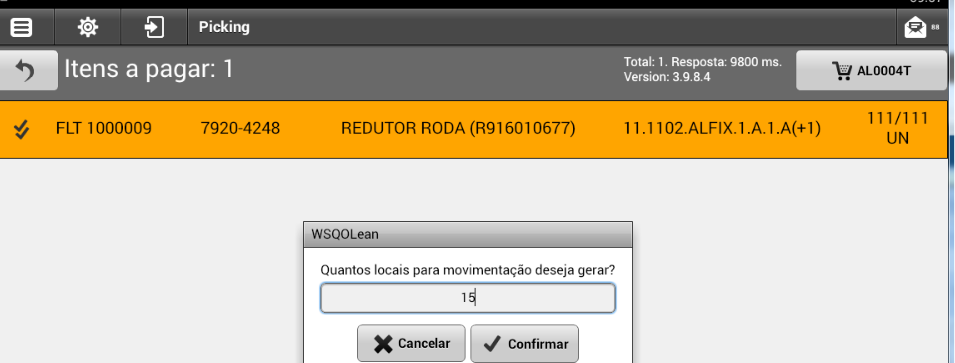 Picking
Itens a pagar: 1
Total: 1. Resposta: 9800 ms.
Version: 3.9.8.4
AL0004T
FLT 1000009 7920-4248 REDUTOR RODA (R916010677) 11.1102.ALFIX.1.A.1.A(+1) 111/111
UN
WSQOLean
Quantos locais para movimentação deseja gerar?
15
Cancelar Confirmar